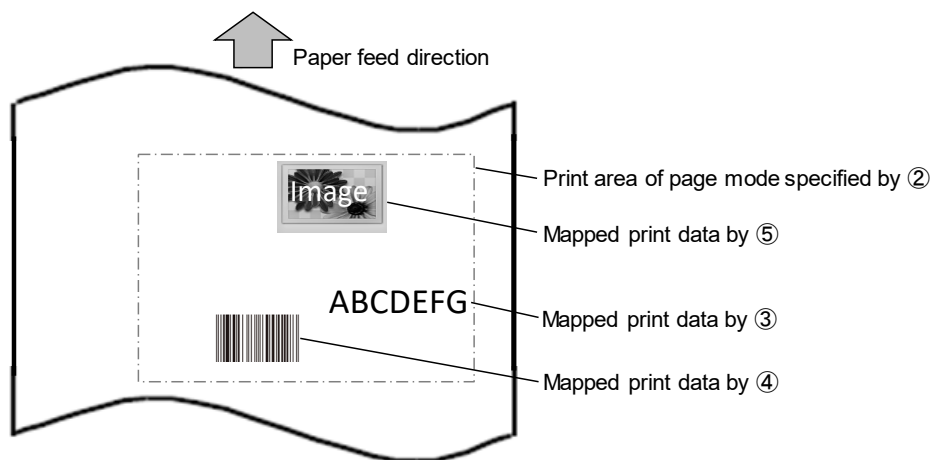 Paper feed direction
Image
Print area of page mode specified by ②
Mapped print data by ⑤
ABCDEFG
Mapped print data by ③
Mapped print data by ④